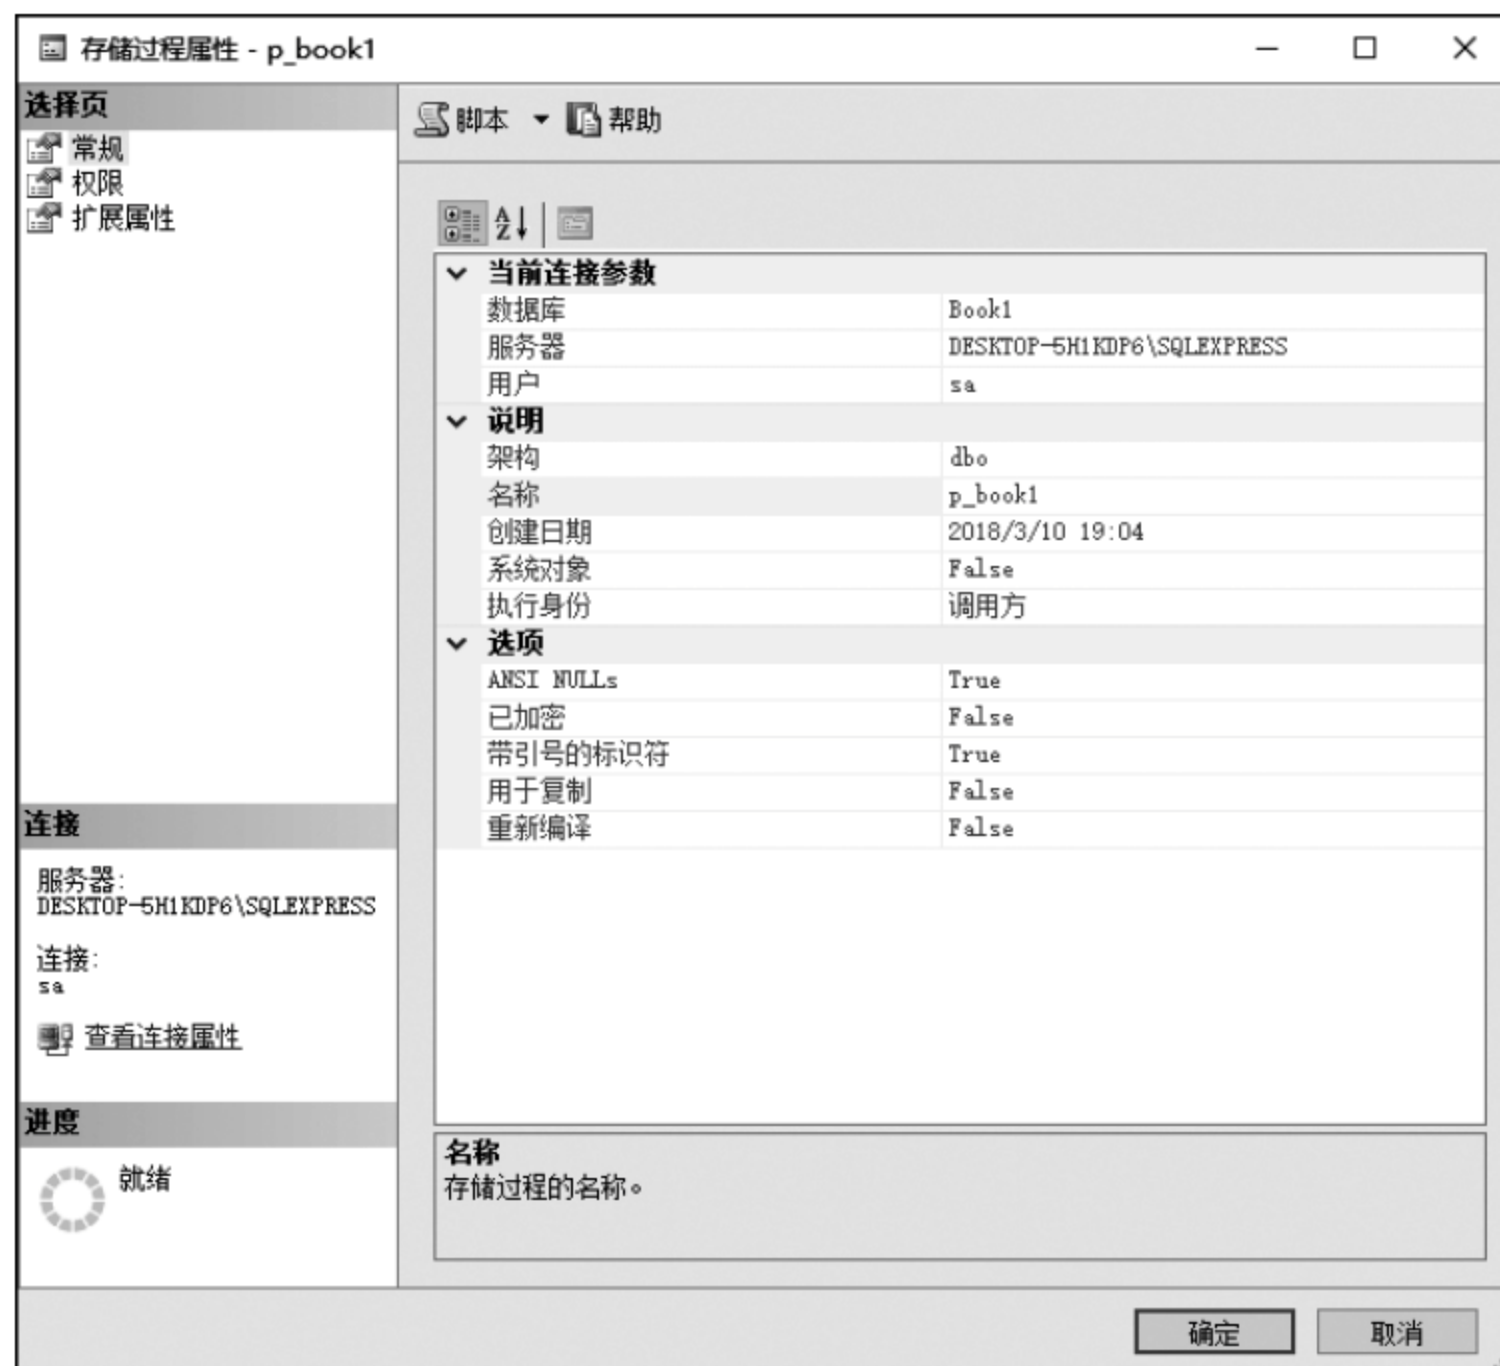 存储过程属性 - p_book1
选择页
常规
权限
扩展属性
脚本 帮助
当前连接参数
数据库 Book1
服务器 DESKTOP-5H1KDP6\SQLEXPRESS
用户 sa
说明
架构 dbo
名称 p_book1
创建日期 2018/3/10 19:04
系统对象 False
执行身份 调用方
选项
ANSI NULLs True
已加密 False
带引号的标识符 True
用于复制 False
重新编译 False
连接
服务器:
DESKTOP-5H1KDP6\SQLEXPRESS
连接:
sa
查看连接属性
进度
就绪
名称
存储过程的名称。
确定 取消